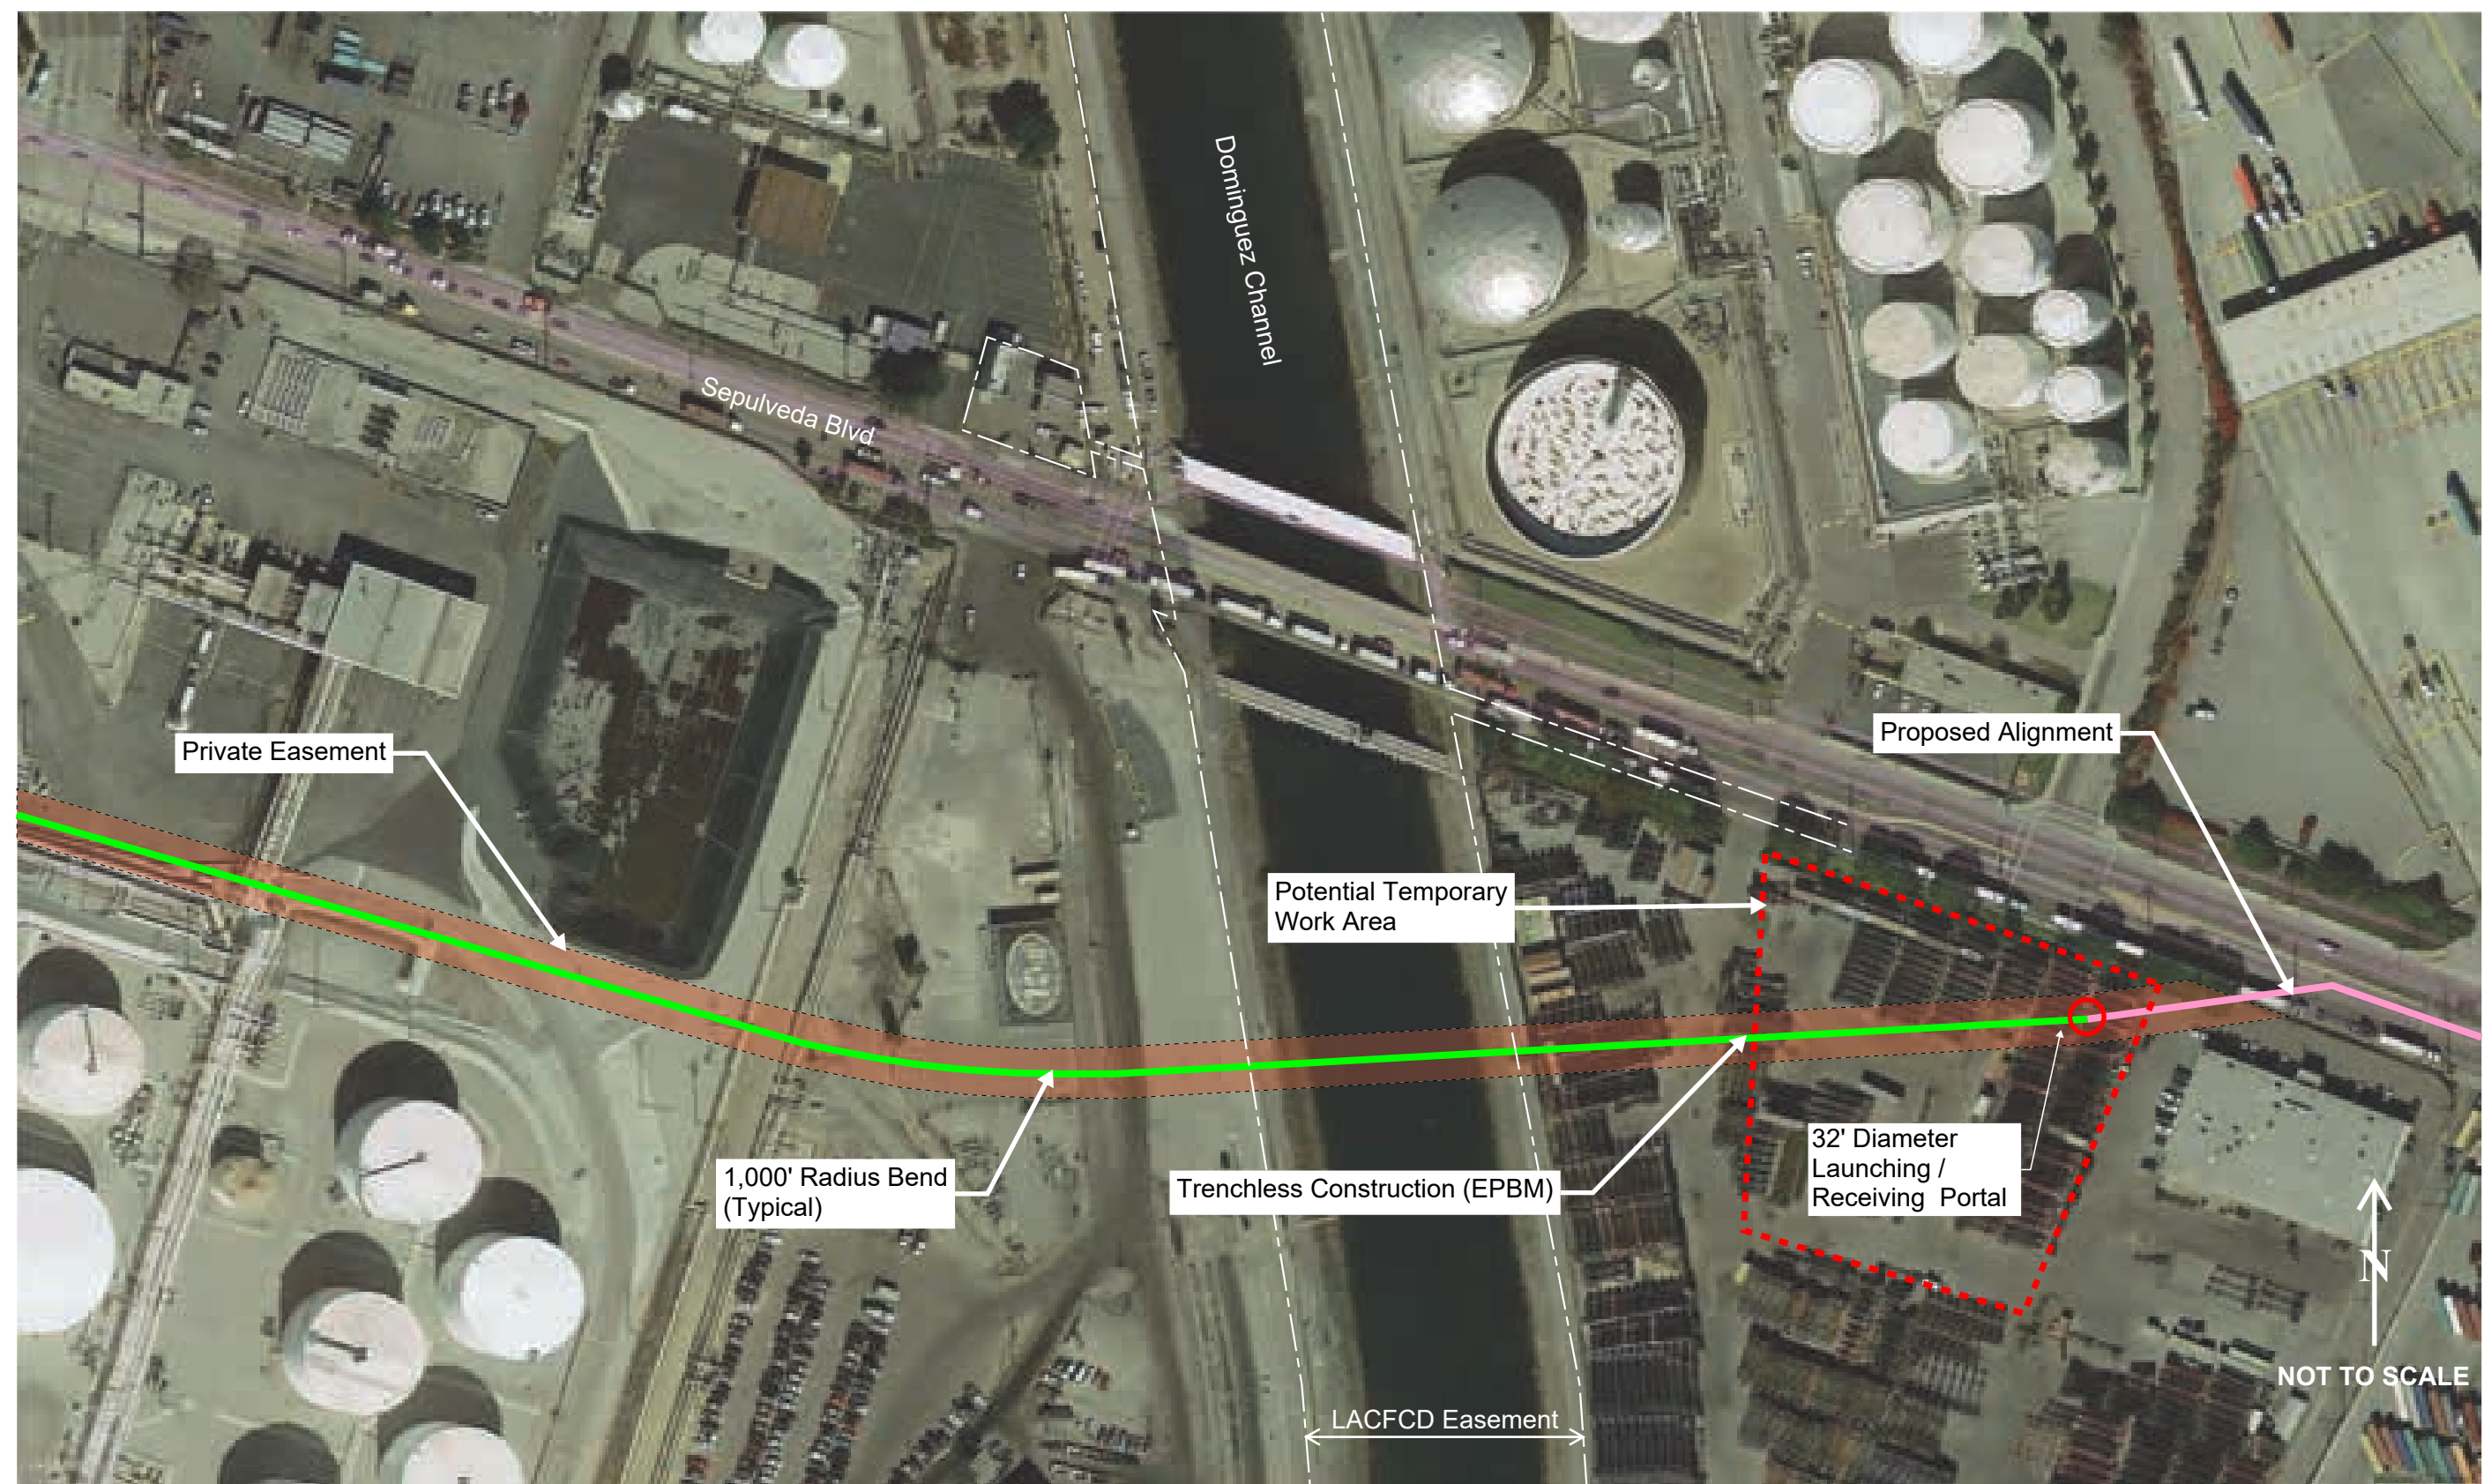 Dominguez Channel
Sepulveda Blvd
Proposed Alignment
Private Easement
Potential Temporary
Work Area
32' Diameter
Launching /
Receiving Portal
1,000' Radius Bend
(Typical)
Trenchless Construction (EPBM)
N
NOT TO SCALE
LACFCD Easement